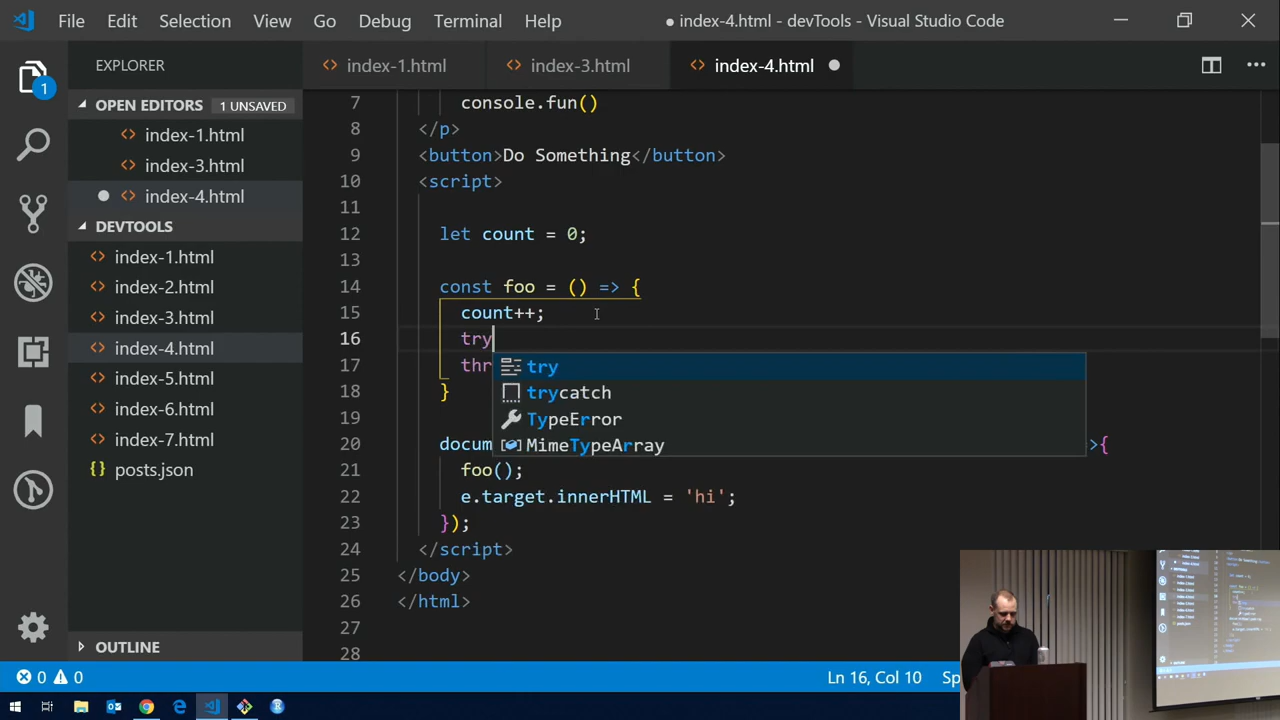 File Edit Selection View Go Debug Terminal Help
● index-4.html - devTools - Visual Studio Code
EXPLORER
index-1.html
index-3.html
index-4.html
1
OPEN EDITORS
1 UNSAVED
index-1.html
index-3.html
index-4.html
DEVTOOLS
index-1.html
index-2.html
index-3.html
index-4.html
index-5.html
index-6.html
index-7.html
posts.json
OUTLINE
7 console.fun()
8 </p>
9 <button>Do Something</button>
10 <script>
11
12 let count = 0;
13
14 const foo = () => {
15 count++;
16 try
17 thr
18 }
19
20 docum >{
21 foo();
22 e.target.innerHTML = 'hi';
23 });
24 </script>
25 </body>
26 </html>
27
28
try
trycatch
TypeError
MimeTypeArray
0 0
Ln 16, Col 10
Sp